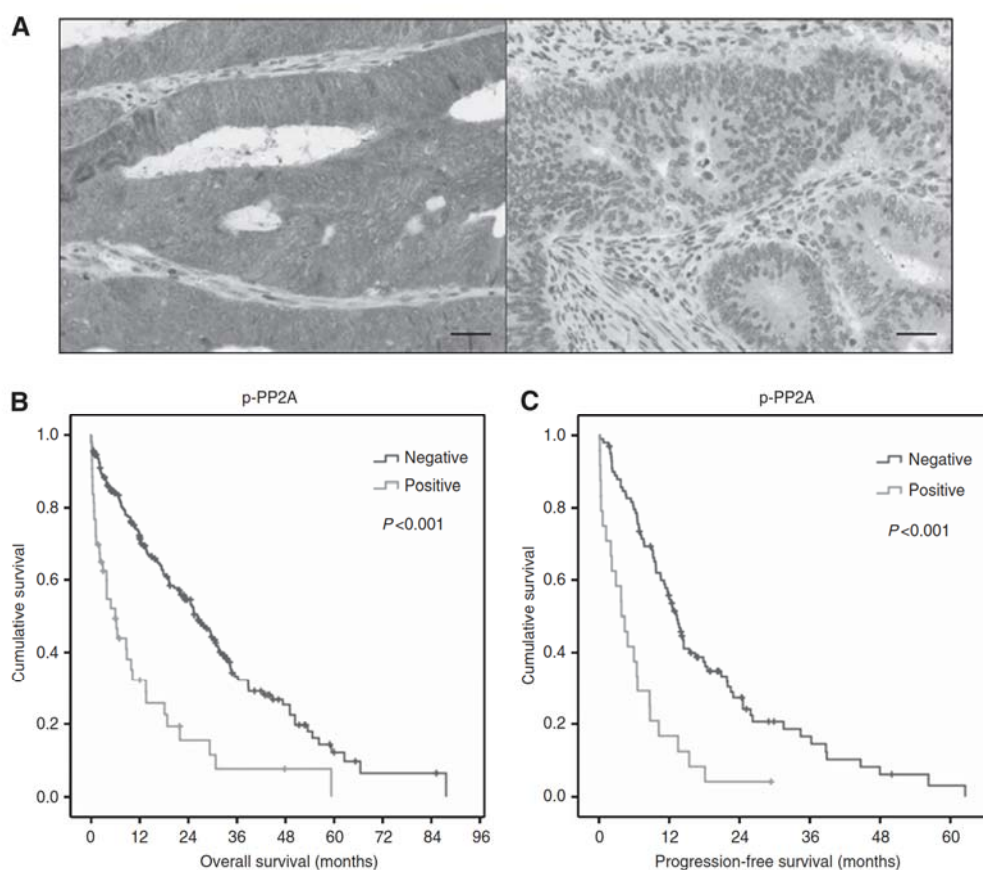 A
B
p-PP2A
1.0
0.8
0.6
0.4
0.2
0.0
Cumulative survival
Negative
Positive
P<0.001
0 12 24 36 48 60 72 84 96
Overall survival (months)
C
p-PP2A
1.0
0.8
0.6
0.4
0.2
0.0
Cumulative survival
Negative
Positive
P<0.001
0 12 24 36 48 60
Progression-free survival (months)